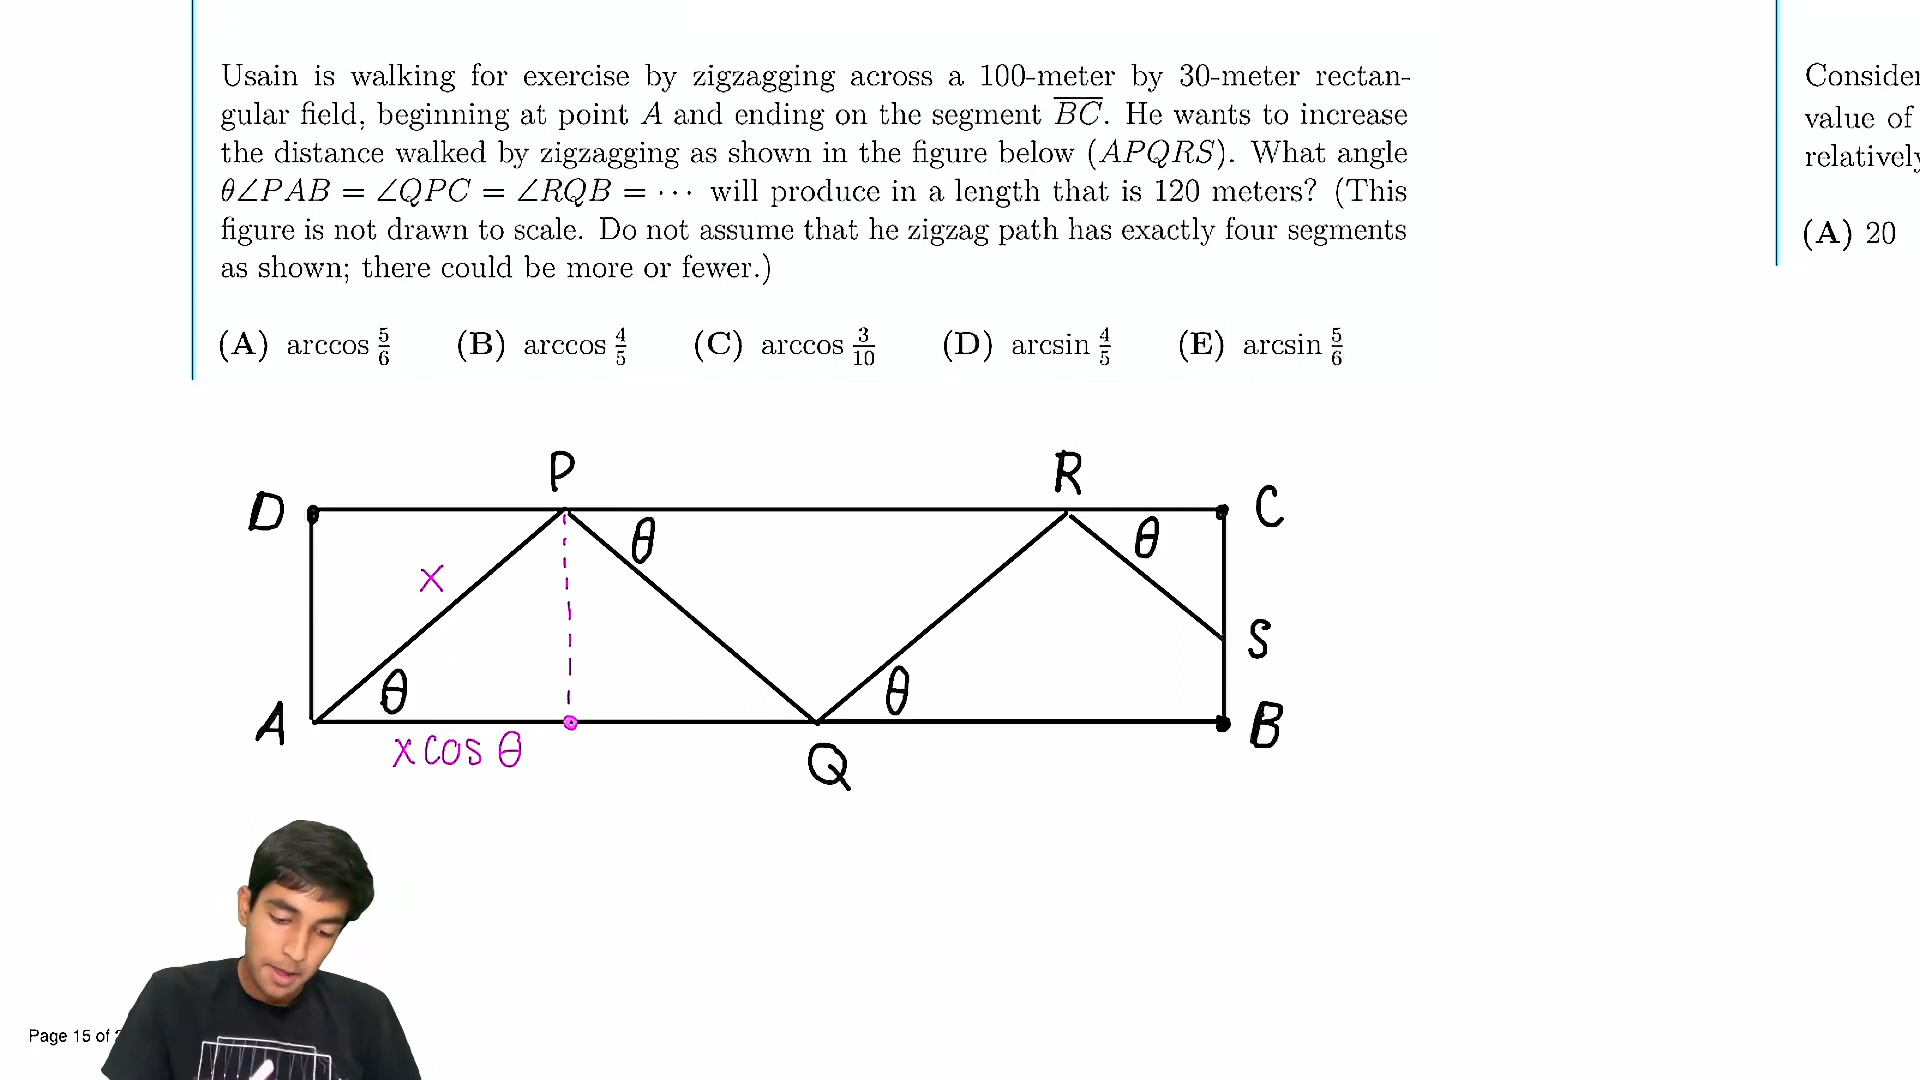 Usain is walking for exercise by zigzagging across a 100-meter by 30-meter rectan-
gular field, beginning at point A and ending on the segment B̅C̅. He wants to increase
the distance walked by zigzagging as shown in the figure below (APQRS). What angle
θ∠PAB = ∠QPC = ∠RQB = ⋯ will produce in a length that is 120 meters? (This
figure is not drawn to scale. Do not assume that he zigzag path has exactly four segments
as shown; there could be more or fewer.)
(A) arccos 5/6 (B) arccos 4/5 (C) arccos 3/10 (D) arcsin 4/5 (E) arcsin 5/6
Consider
value of
relatively
(A) 20
P R
D C
θ θ
x
S
θ θ
A B
x cos θ
Q
Page 15 of